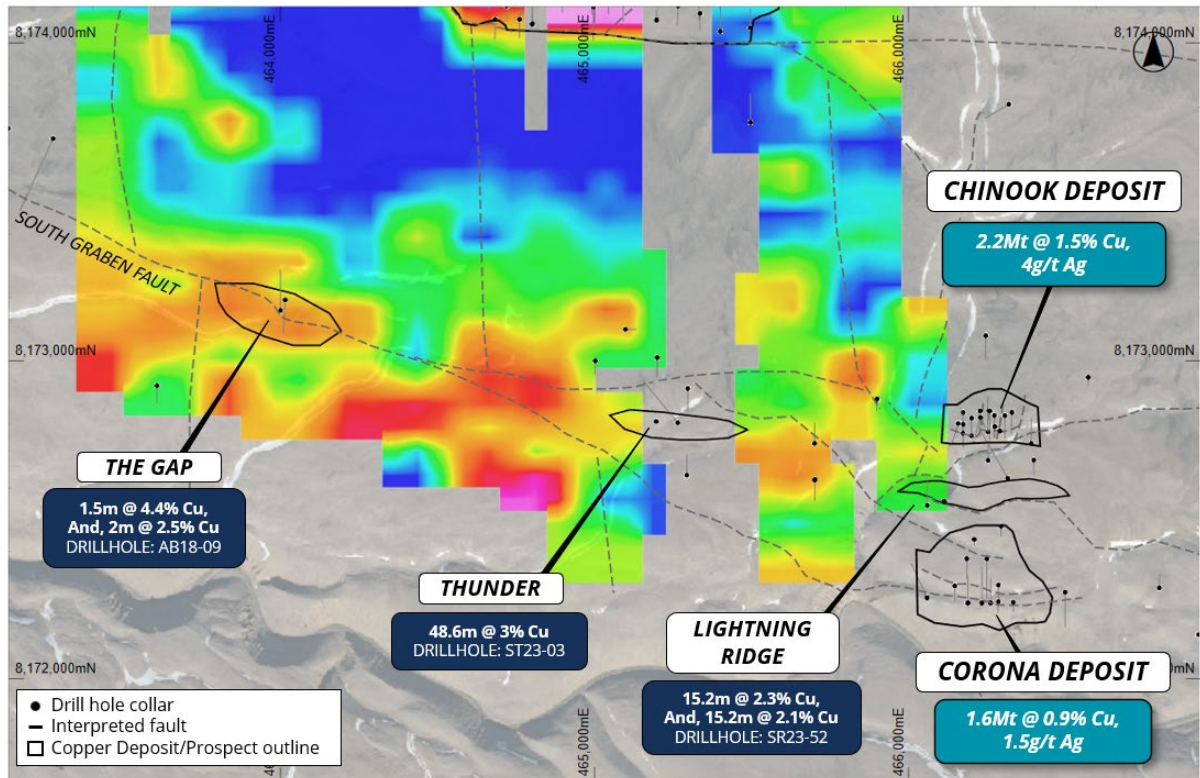 8,174,000mN
464,000mE
465,000mE
466,000mE
8,174,000mN
SOUTH GRABEN FAULT
CHINOOK DEPOSIT
2.2Mt @ 1.5% Cu,
4g/t Ag
8,173,000mN
8,173,000mN
THE GAP
1.5m @ 4.4% Cu,
And, 2m @ 2.5% Cu
DRILLHOLE: AB18-09
THUNDER
48.6m @ 3% Cu
DRILLHOLE: ST23-03
LIGHTNING
RIDGE
15.2m @ 2.3% Cu,
And, 15.2m @ 2.1% Cu
DRILLHOLE: SR23-52
CORONA DEPOSIT
1.6Mt @ 0.9% Cu,
1.5g/t Ag
8,172,000mN
465,000mE
466,000mE
Drill hole collar
Interpreted fault
Copper Deposit/Prospect outline